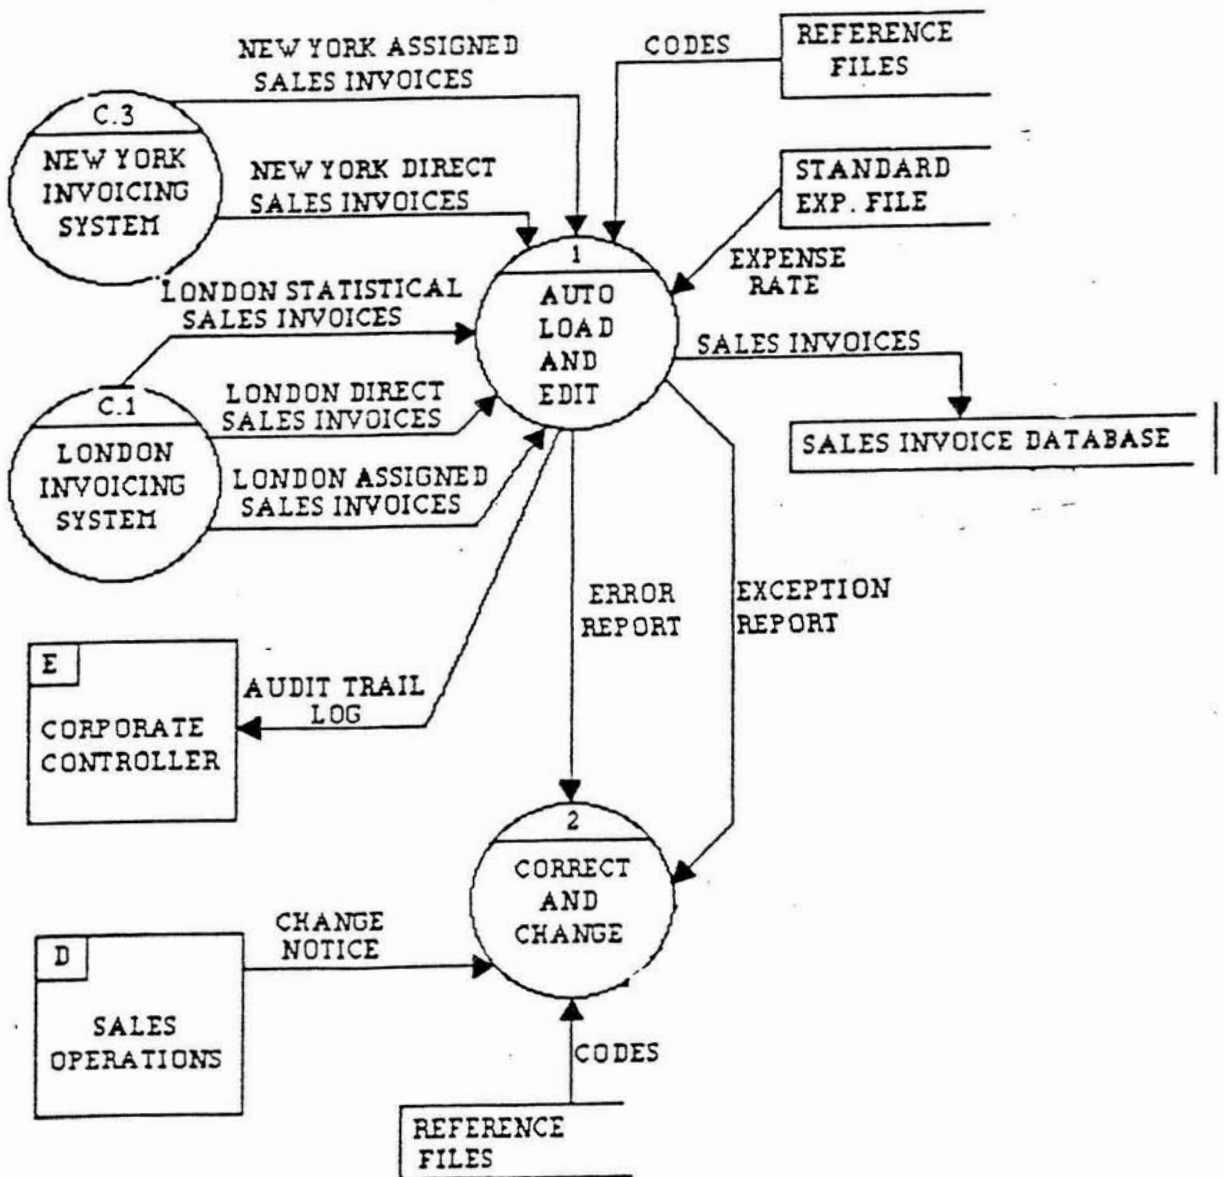 NEW YORK ASSIGNED
SALES INVOICES
CODES
REFERENCE
FILES
C.3
NEW YORK
INVOICING
SYSTEM
NEW YORK DIRECT
SALES INVOICES
STANDARD
EXP. FILE
EXPENSE
RATE
1
AUTO
LOAD
AND
EDIT
LONDON STATISTICAL
SALES INVOICES
SALES INVOICES
SALES INVOICE DATABASE
C.1
LONDON
INVOICING
SYSTEM
LONDON DIRECT
SALES INVOICES
LONDON ASSIGNED
SALES INVOICES
ERROR
REPORT
EXCEPTION
REPORT
E
CORPORATE
CONTROLLER
AUDIT TRAIL
LOG
2
CORRECT
AND
CHANGE
D
SALES
OPERATIONS
CHANGE
NOTICE
CODES
REFERENCE
FILES